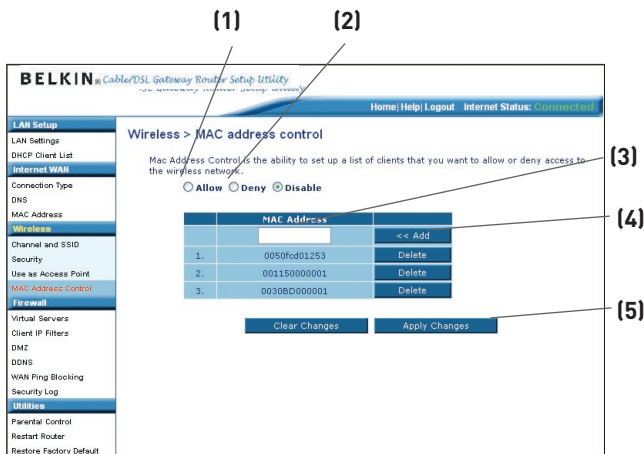 (1) (2)
BELKIN® Cable/DSL Gateway Router Setup Utility
Home| Help| Logout Internet Status: Connected
LAN Setup
LAN Settings
DHCP Client List
Internet WAN
Connection Type
DNS
MAC Address
Wireless
Channel and SSID
Security
Use as Access Point
MAC Address Control
Firewall
Virtual Servers
Client IP Filters
DMZ
DDNS
WAN Ping Blocking
Security Log
Utilities
Parental Control
Restart Router
Restore Factory Default
Wireless > MAC address control
Mac Address Control is the ability to set up a list of clients that you want to allow or deny access to
the wireless network.
Allow Deny Disable
MAC Address
<< Add
1. 0050fcd01253 Delete
2. 001150000001 Delete
3. 0030BD000001 Delete
Clear Changes Apply Changes
(3)
(4)
(5)